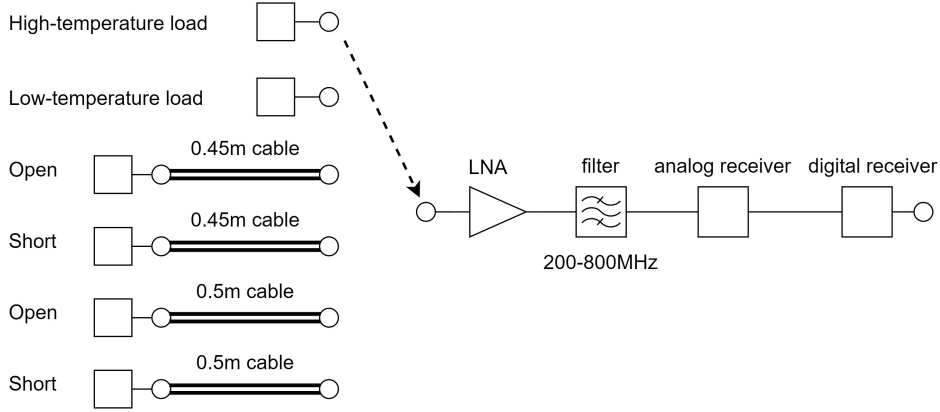 High-temperature load
Low-temperature load
Open
0.45m cable
Short
0.45m cable
Open
0.5m cable
Short
0.5m cable
LNA
filter
analog receiver
digital receiver
200-800MHz